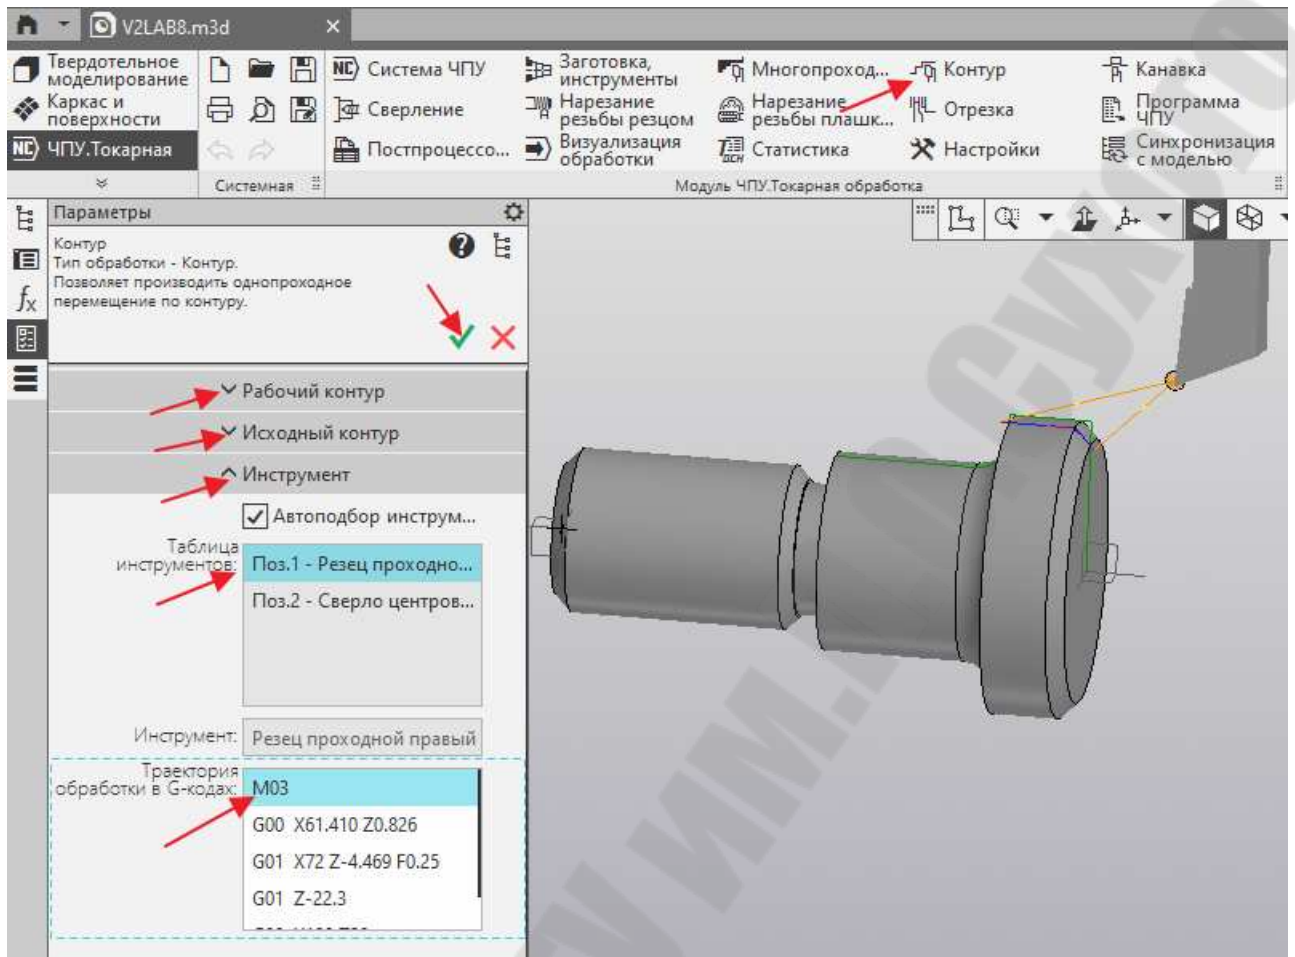 V2LAB8.m3d
Твердотельное
моделирование
Каркас и
поверхности
ЧПУ.Токарная
Системная
Система ЧПУ
Сверление
Постпроцессо...
Заготовка,
инструменты
Нарезание
резьбы резцом
Визуализация
обработки
Многопроход...
Нарезание
резьбы плашк...
Статистика
Контур
Отрезка
Настройки
Канавка
Программа
ЧПУ
Синхронизация
с моделью
Модуль ЧПУ.Токарная обработка
Параметры
Контур
Тип обработки - Контур.
Позволяет производить однопроходное
перемещение по контуру.
Рабочий контур
Исходный контур
Инструмент
Автоподбор инструм...
Таблица
инструментов:
Поз.1 - Резец проходно...
Поз.2 - Сверло центров...
Инструмент:
Резец проходной правый
Траектория
обработки в G-кодах:
M03
G00 X61.410 Z0.826
G01 X72 Z-4.469 F0.25
G01 Z-22.3